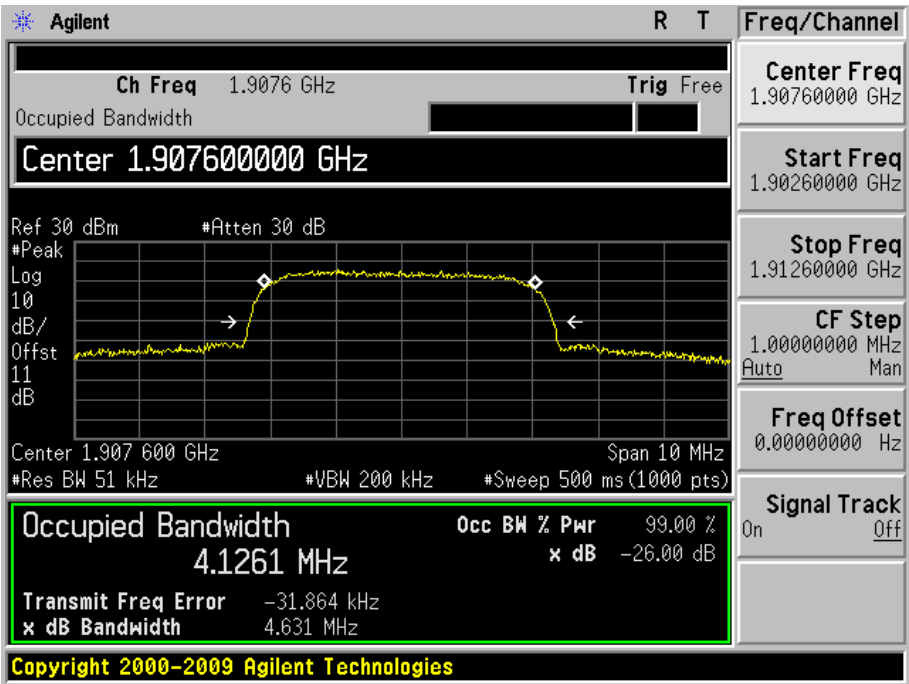 Agilent R T Freq/Channel
Ch Freq 1.9076 GHz Trig Free
Occupied Bandwidth
Center 1.907600000 GHz
Ref 30 dBm #Atten 30 dB
#Peak
Log
10
dB/
Offst
11
dB
Center 1.907 600 GHz Span 10 MHz
#Res BW 51 kHz #VBW 200 kHz #Sweep 500 ms (1000 pts)
Occupied Bandwidth Occ BW % Pwr 99.00 %
4.1261 MHz x dB -26.00 dB
Transmit Freq Error -31.864 kHz
x dB Bandwidth 4.631 MHz
Copyright 2000-2009 Agilent Technologies
Center Freq
1.90760000 GHz
Start Freq
1.90260000 GHz
Stop Freq
1.91260000 GHz
CF Step
1.00000000 MHz
Auto Man
Freq Offset
0.00000000 Hz
Signal Track
On Off